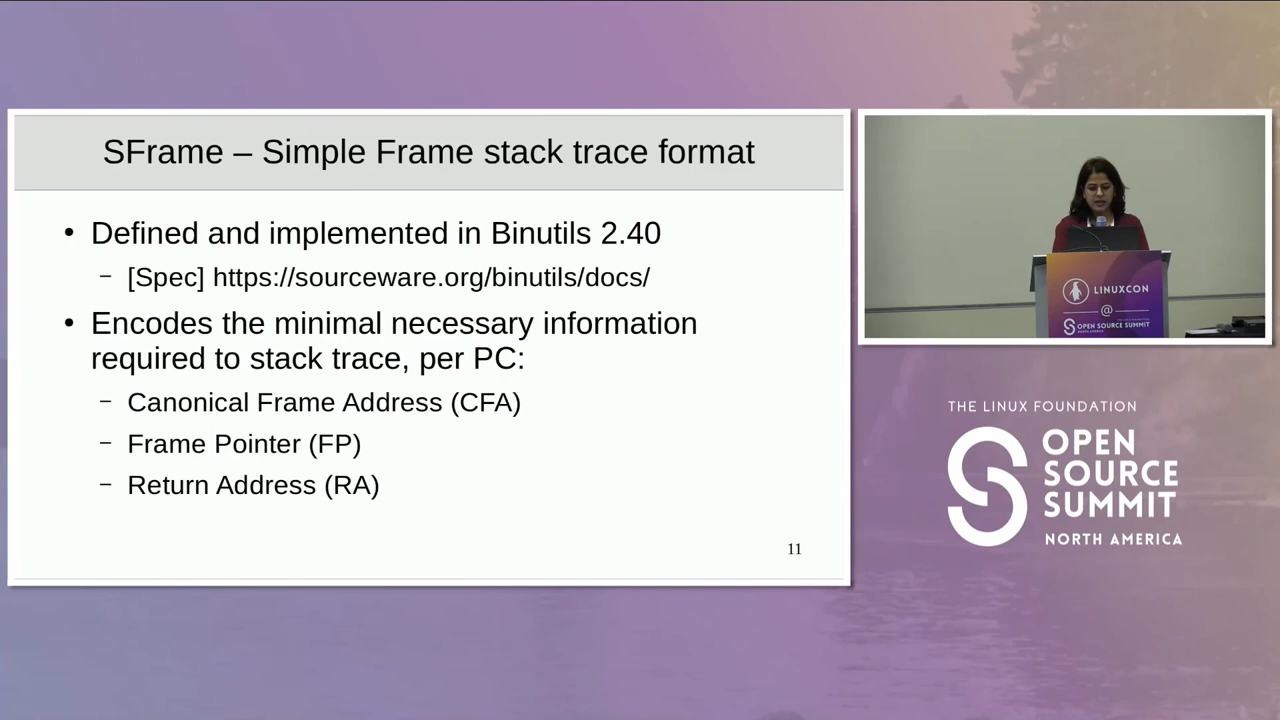 SFrame – Simple Frame stack trace format
• Defined and implemented in Binutils 2.40
– [Spec] https://sourceware.org/binutils/docs/
• Encodes the minimal necessary information
required to stack trace, per PC:
– Canonical Frame Address (CFA)
– Frame Pointer (FP)
– Return Address (RA)
11
LINUXCON
@
OPEN SOURCE SUMMIT
NORTH AMERICA
THE LINUX FOUNDATION
OPEN
SOURCE
SUMMIT
NORTH AMERICA